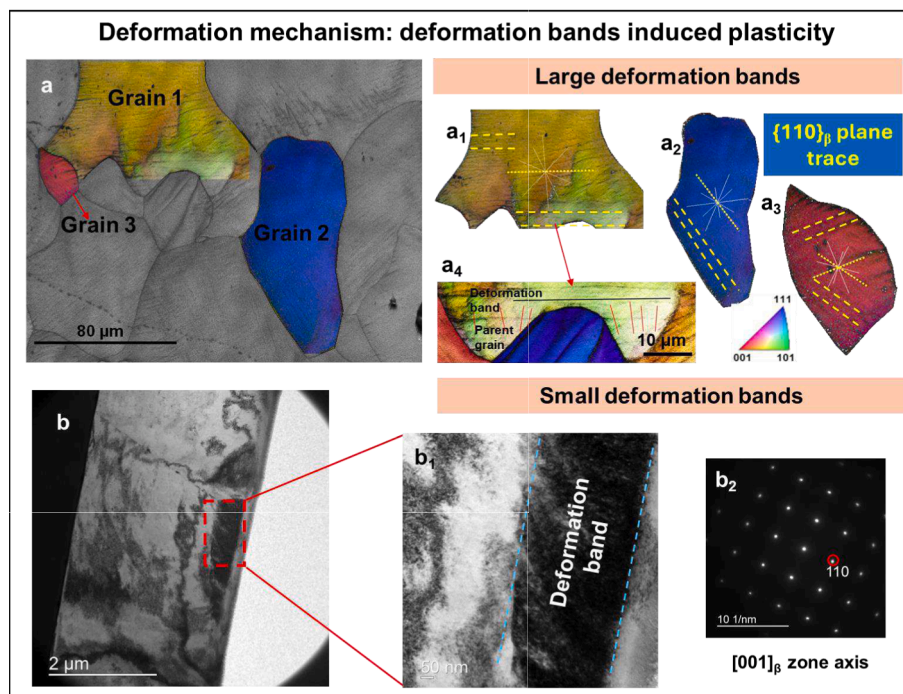 Deformation mechanism: deformation bands induced plasticity
a
Grain 1
Grain 3
Grain 2
80 μm
Large deformation bands
a1
a2
{110}β plane
trace
a3
a4
Deformation
band
Parent
grain
10 μm
111
001
101
Small deformation bands
b
2 μm
b1
Deformation
band
50 nm
b2
110
10 1/nm
[001]β zone axis